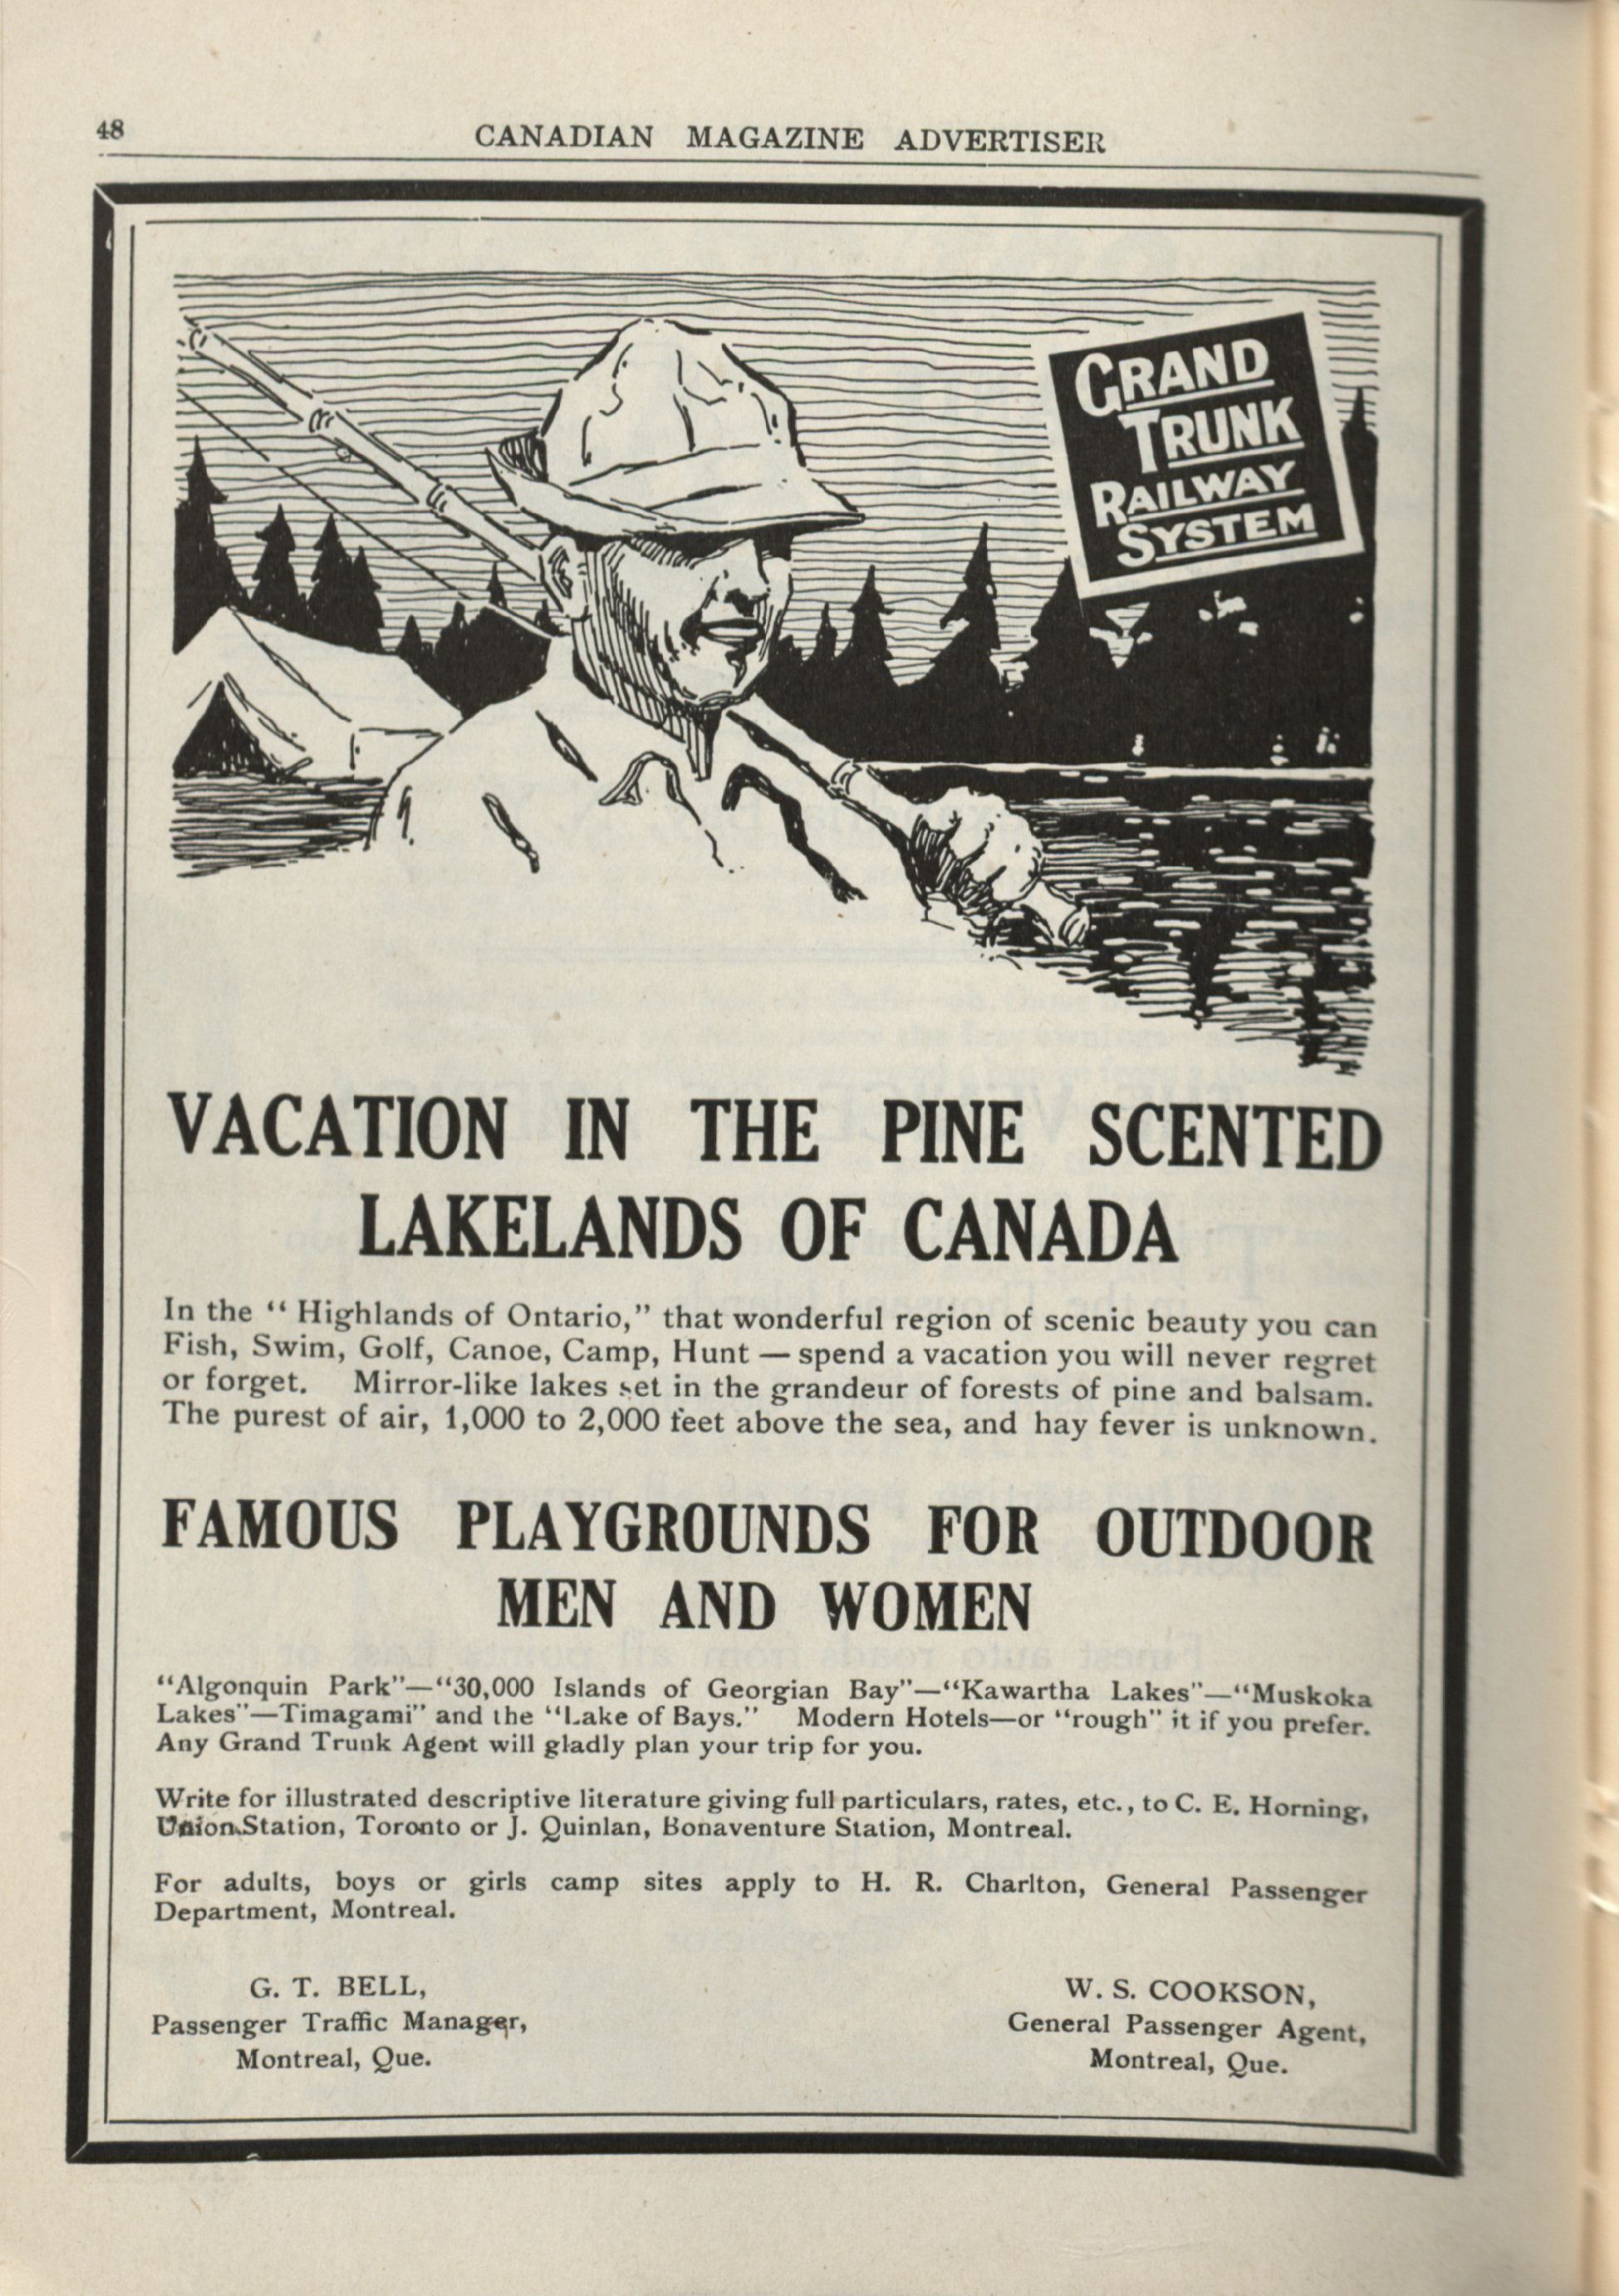 48
CANADIAN MAGAZINE ADVERTISER
GRAND
TRUNK
RAILWAY
SYSTEM
VACATION IN THE PINE SCENTED
LAKELANDS OF CANADA
In the "Highlands of Ontario," that wonderful region of scenic beauty you can
Fish, Swim, Golf, Canoe, Camp, Hunt — spend a vacation you will never regret
or forget. Mirror-like lakes set in the grandeur of forests of pine and balsam.
The purest of air, 1,000 to 2,000 feet above the sea, and hay fever is unknown.
FAMOUS PLAYGROUNDS FOR OUTDOOR
MEN AND WOMEN
"Algonquin Park"—"30,000 Islands of Georgian Bay"—"Kawartha Lakes"—"Muskoka
Lakes"—Timagami" and the "Lake of Bays." Modern Hotels—or "rough" it if you prefer.
Any Grand Trunk Agent will gladly plan your trip for you.
Write for illustrated descriptive literature giving full particulars, rates, etc., to C. E. Horning,
Union Station, Toronto or J. Quinlan, Bonaventure Station, Montreal.
For adults, boys or girls camp sites apply to H. R. Charlton, General Passenger
Department, Montreal.
G. T. BELL,
Passenger Traffic Manager,
Montreal, Que.
W. S. COOKSON,
General Passenger Agent,
Montreal, Que.